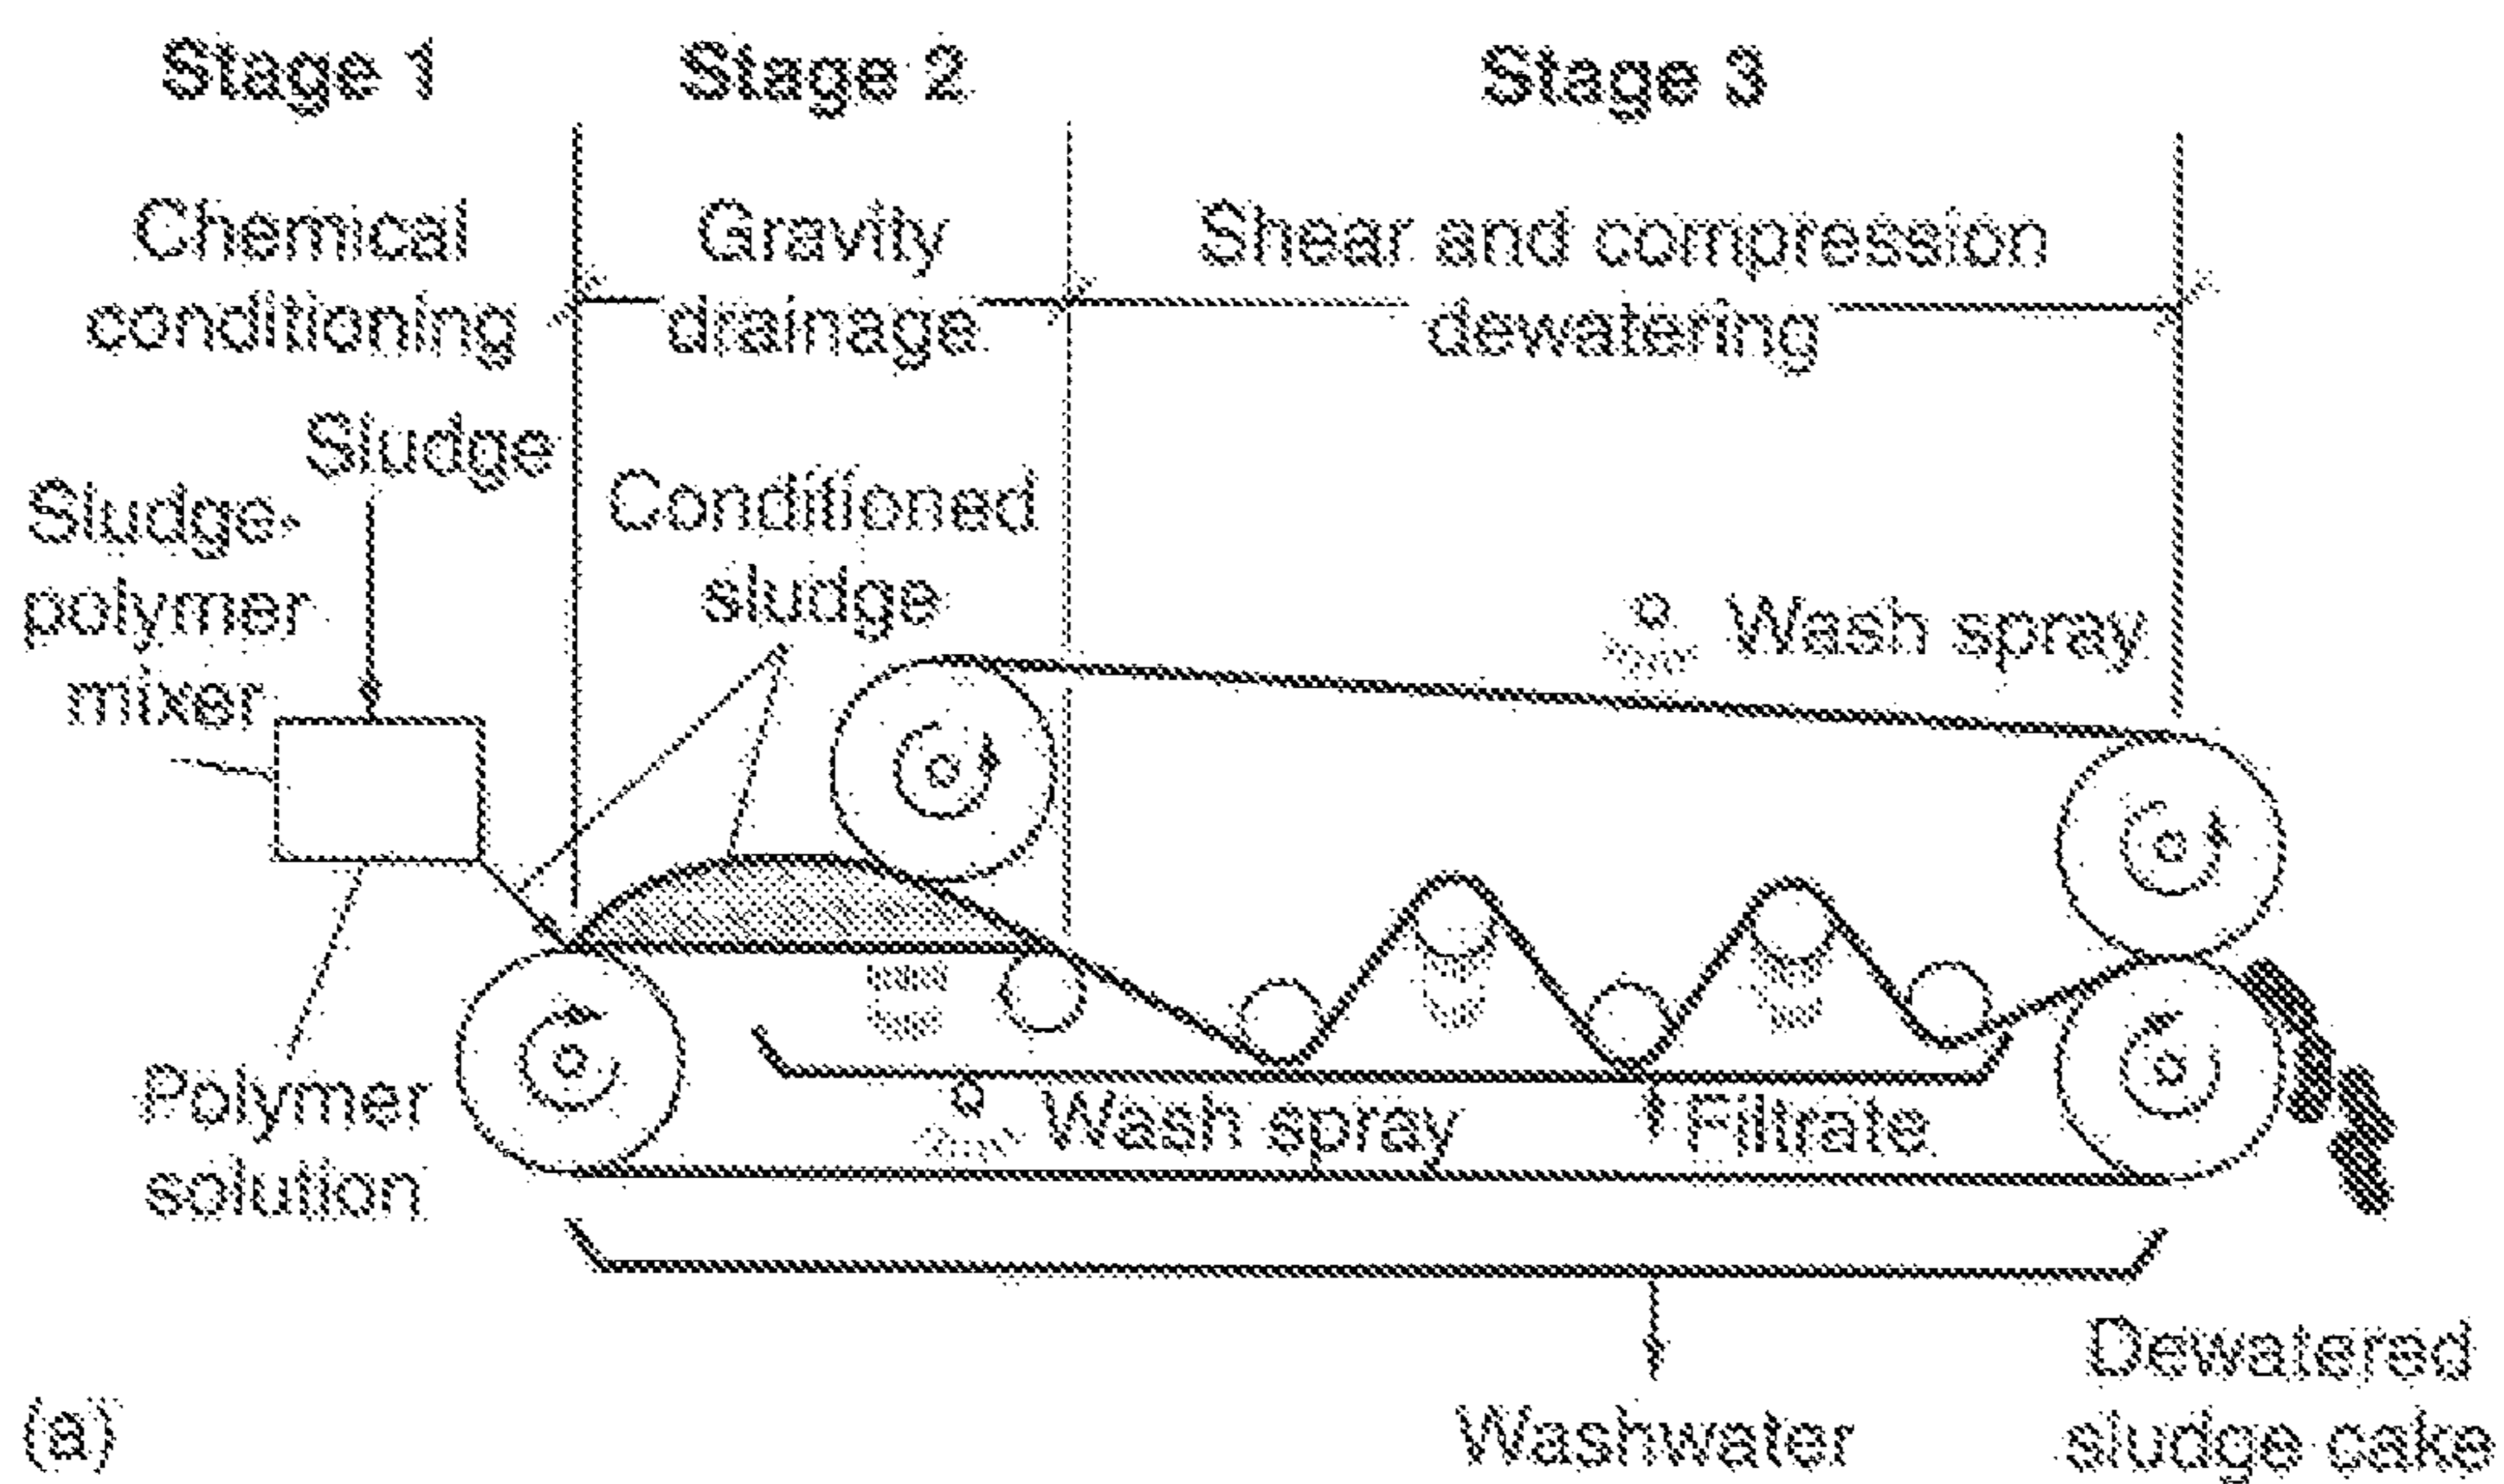 Stage 1
Stage 2
Stage 3
Chemical
conditioning
Gravity
drainage
Shear and compression
dewatering
Sludge
Sludge-
polymer
mixer
Conditioned
sludge
Wash spray
Polymer
solution
Wash spray
Filtrate
Washwater
Dewatered
sludge cake
(a)